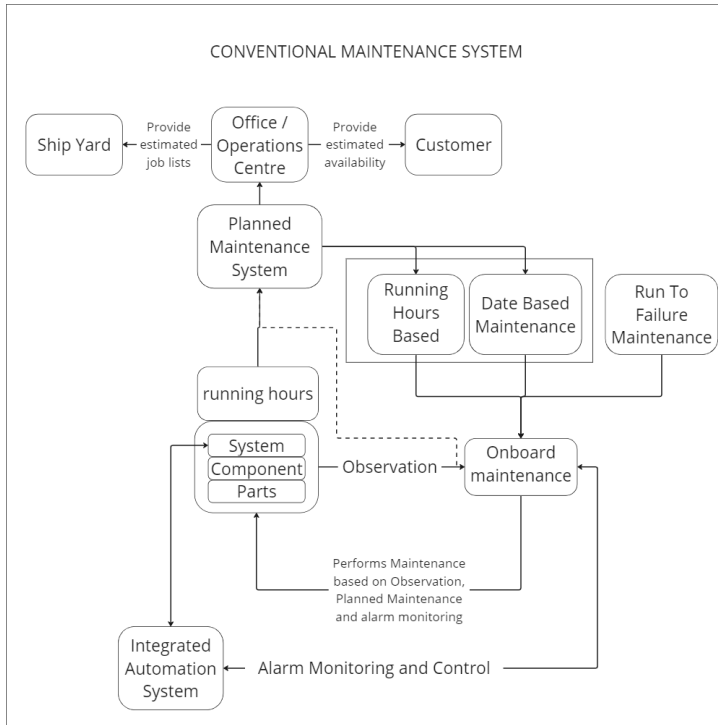 CONVENTIONAL MAINTENANCE SYSTEM
Ship Yard
Provide
estimated
job lists
Office /
Operations
Centre
Provide
estimated
availability
Customer
Planned
Maintenance
System
Running
Hours
Based
Date Based
Maintenance
Run To
Failure
Maintenance
running hours
System
Component
Parts
Observation
Onboard
maintenance
Performs Maintenance
based on Observation,
Planned Maintenance
and alarm monitoring
Integrated
Automation
System
Alarm Monitoring and Control